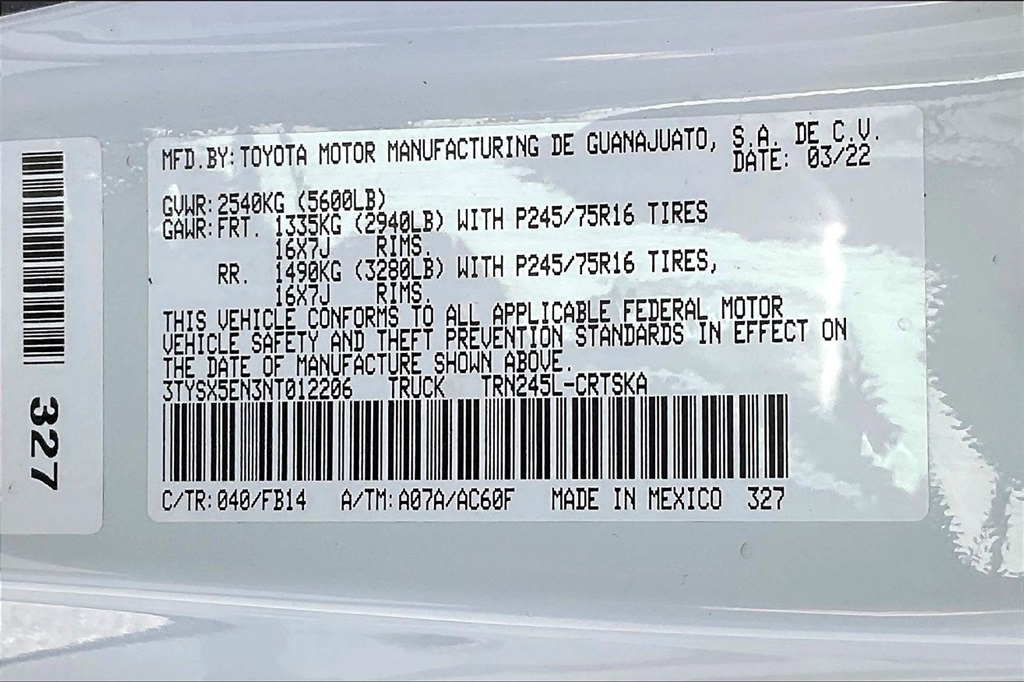 MFD.BY: TOYOTA MOTOR MANUFACTURING DE GUANAJUATO, S.A. DE C.V.
DATE: 03/22
GVWR: 2540KG (5600LB)
GAWR: FRT. 1335KG (2940LB) WITH P245/75R16 TIRES
16X7J RIMS.
RR. 1490KG (3280LB) WITH P245/75R16 TIRES,
16X7J RIMS.
THIS VEHICLE CONFORMS TO ALL APPLICABLE FEDERAL MOTOR
VEHICLE SAFETY AND THEFT PREVENTION STANDARDS IN EFFECT ON
THE DATE OF MANUFACTURE SHOWN ABOVE.
3TYSX5EN3NT012206 TRUCK TRN245L-CRTSKA
C/TR: 040/FB14 A/TM: A07A/AC60F MADE IN MEXICO 327
327